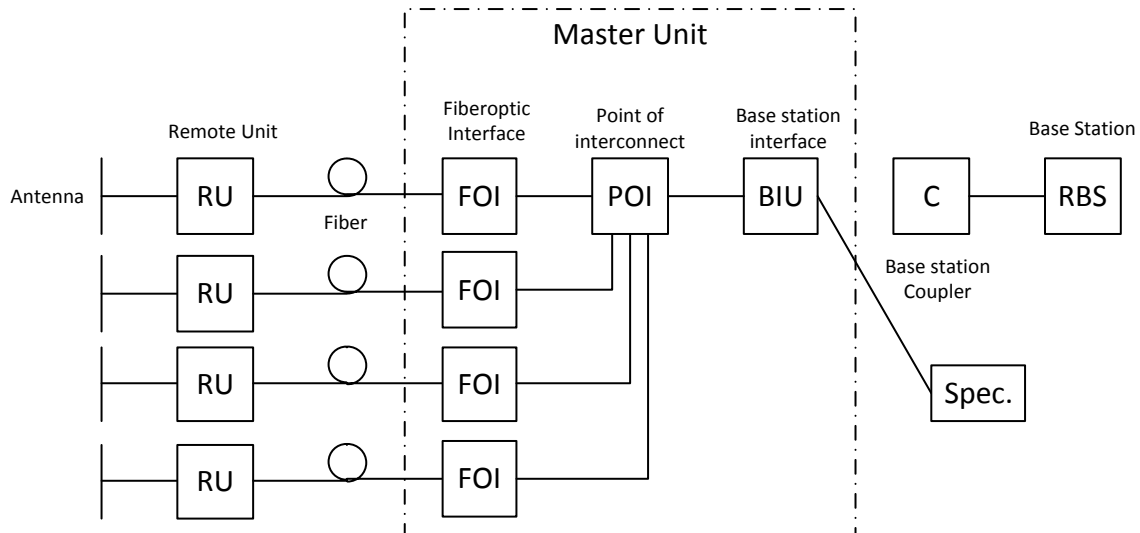 Master Unit
Fiberoptic
Interface
Point of
interconnect
Base station
interface
Remote Unit
Base Station
Antenna
RU
FOI
POI
BIU
C
RBS
Fiber
RU
FOI
Base station
Coupler
RU
FOI
Spec.
RU
FOI